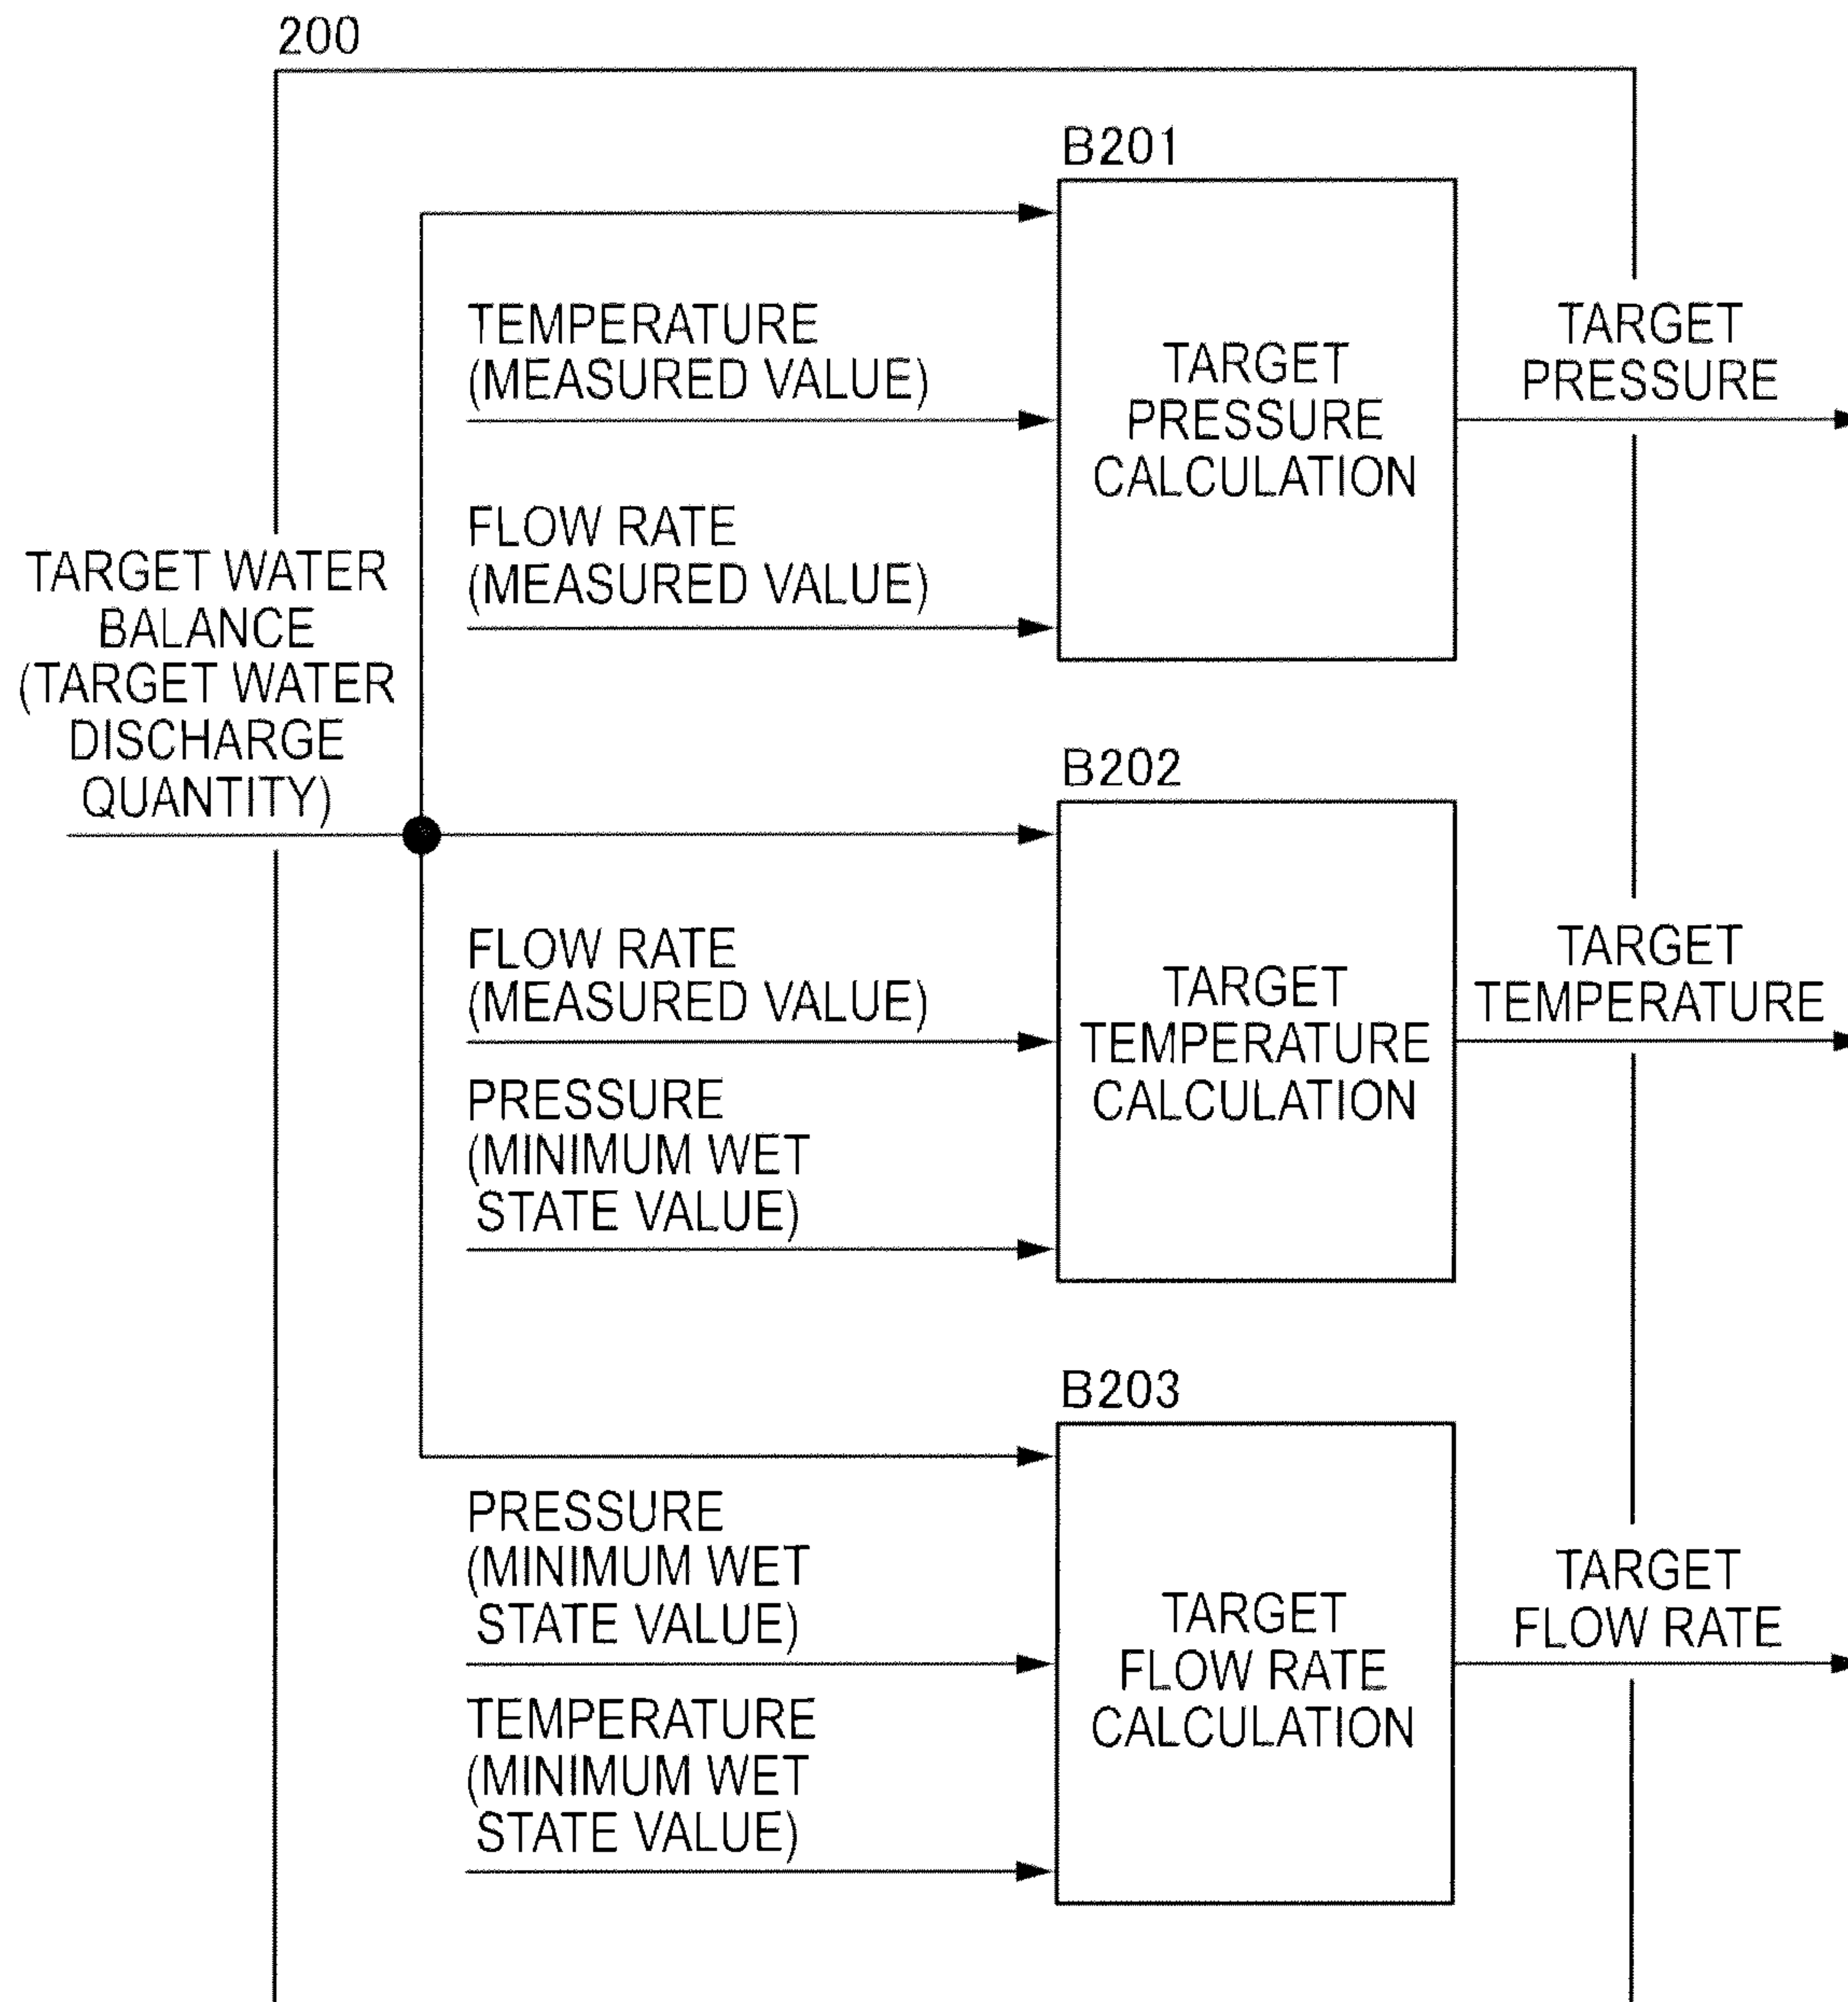 200
B201
TEMPERATURE
(MEASURED VALUE)
FLOW RATE
(MEASURED VALUE)
TARGET
PRESSURE
CALCULATION
TARGET
PRESSURE
TARGET WATER
BALANCE
(TARGET WATER
DISCHARGE
QUANTITY)
B202
FLOW RATE
(MEASURED VALUE)
PRESSURE
(MINIMUM WET
STATE VALUE)
TARGET
TEMPERATURE
CALCULATION
TARGET
TEMPERATURE
B203
PRESSURE
(MINIMUM WET
STATE VALUE)
TEMPERATURE
(MINIMUM WET
STATE VALUE)
TARGET
FLOW RATE
CALCULATION
TARGET
FLOW RATE